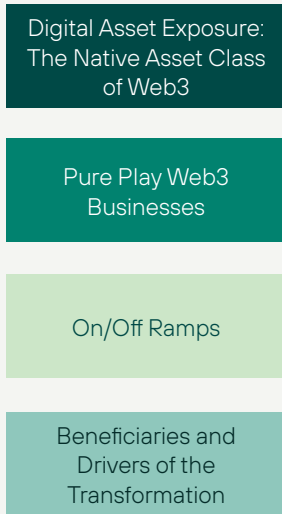 Digital Asset Exposure:
The Native Asset Class
of Web3
Pure Play Web3
Businesses
On/Off Ramps
Beneficiaries and
Drivers of the
Transformation